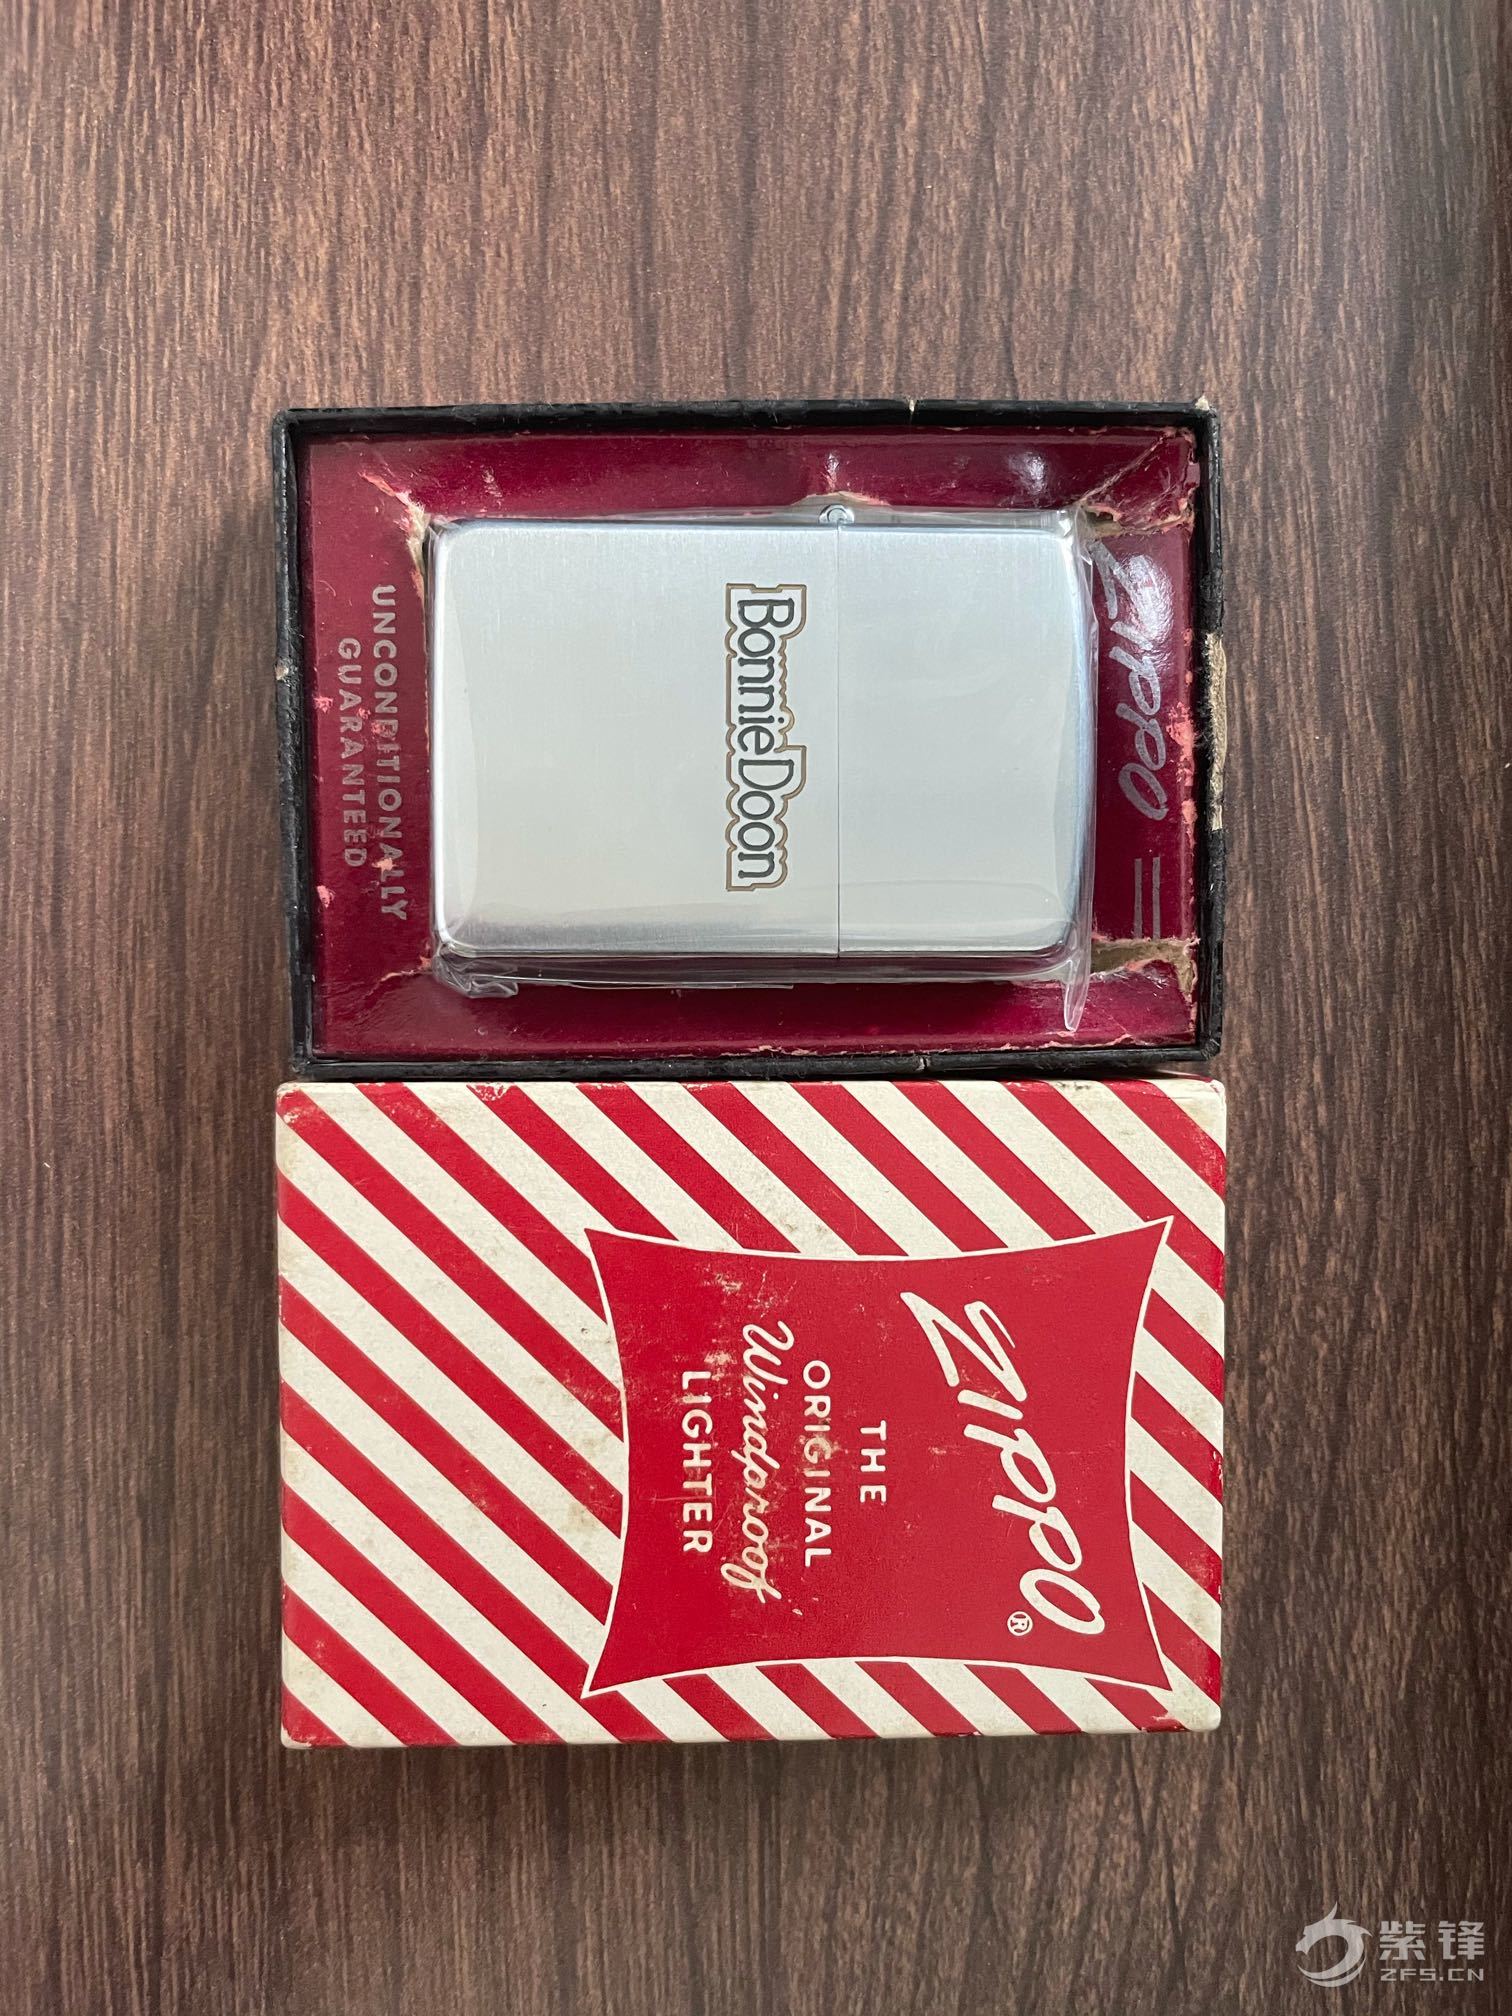 ZIPPO
BonnieDoon
UNCONDITIONALLY
GUARANTEED
ZIPPO®
THE
ORIGINAL
Windproof
LIGHTER
紫锋
ZFS.CN